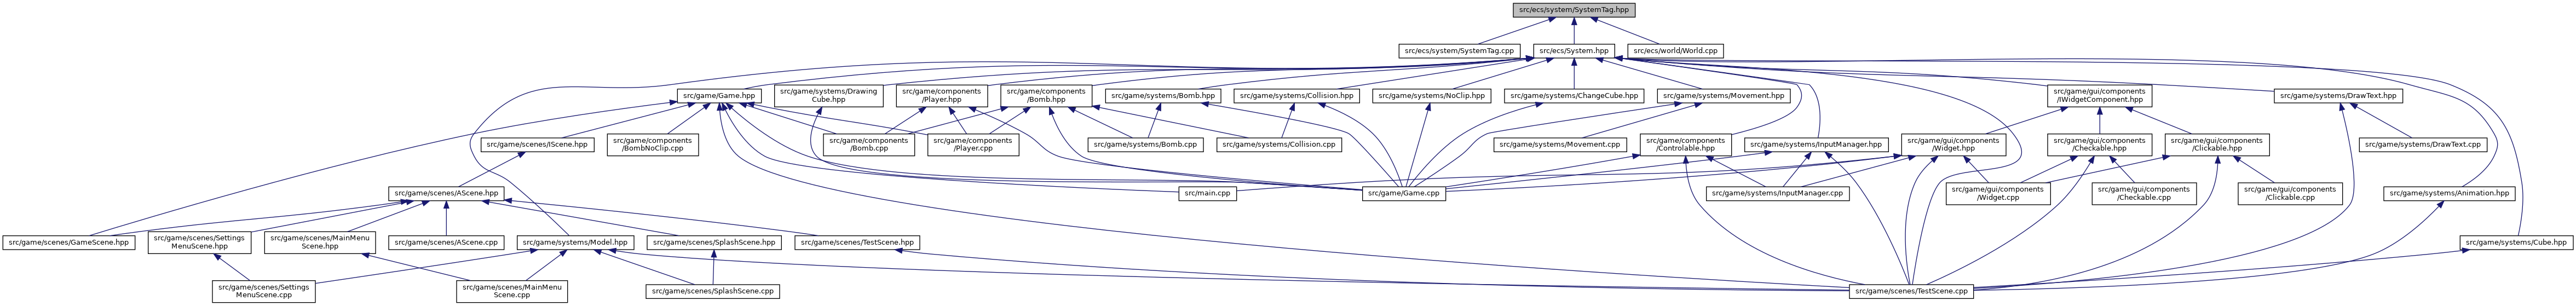 src/ecs/system/SystemTag.hpp
src/ecs/system/SystemTag.cpp
src/ecs/System.hpp
src/ecs/world/World.cpp
src/game/Game.hpp
src/game/systems/Drawing
Cube.hpp
src/game/components
/Player.hpp
src/game/components
/Bomb.hpp
src/game/systems/Bomb.hpp
src/game/systems/Collision.hpp
src/game/systems/NoClip.hpp
src/game/systems/ChangeCube.hpp
src/game/systems/Movement.hpp
src/game/gui/components
/IWidgetComponent.hpp
src/game/systems/DrawText.hpp
src/game/scenes/IScene.hpp
src/game/components
/BombNoClip.cpp
src/game/components
/Bomb.cpp
src/game/components
/Player.cpp
src/game/systems/Bomb.cpp
src/game/systems/Collision.cpp
src/game/systems/Movement.cpp
src/game/components
/Controlable.hpp
src/game/systems/InputManager.hpp
src/game/gui/components
/Widget.hpp
src/game/gui/components
/Checkable.hpp
src/game/gui/components
/Clickable.hpp
src/game/systems/DrawText.cpp
src/game/scenes/AScene.hpp
src/main.cpp
src/game/Game.cpp
src/game/systems/InputManager.cpp
src/game/gui/components
/Widget.cpp
src/game/gui/components
/Checkable.cpp
src/game/gui/components
/Clickable.cpp
src/game/systems/Animation.hpp
src/game/scenes/GameScene.hpp
src/game/scenes/Settings
MenuScene.hpp
src/game/scenes/MainMenu
Scene.hpp
src/game/scenes/AScene.cpp
src/game/systems/Model.hpp
src/game/scenes/SplashScene.hpp
src/game/scenes/TestScene.hpp
src/game/systems/Cube.hpp
src/game/scenes/Settings
MenuScene.cpp
src/game/scenes/MainMenu
Scene.cpp
src/game/scenes/SplashScene.cpp
src/game/scenes/TestScene.cpp